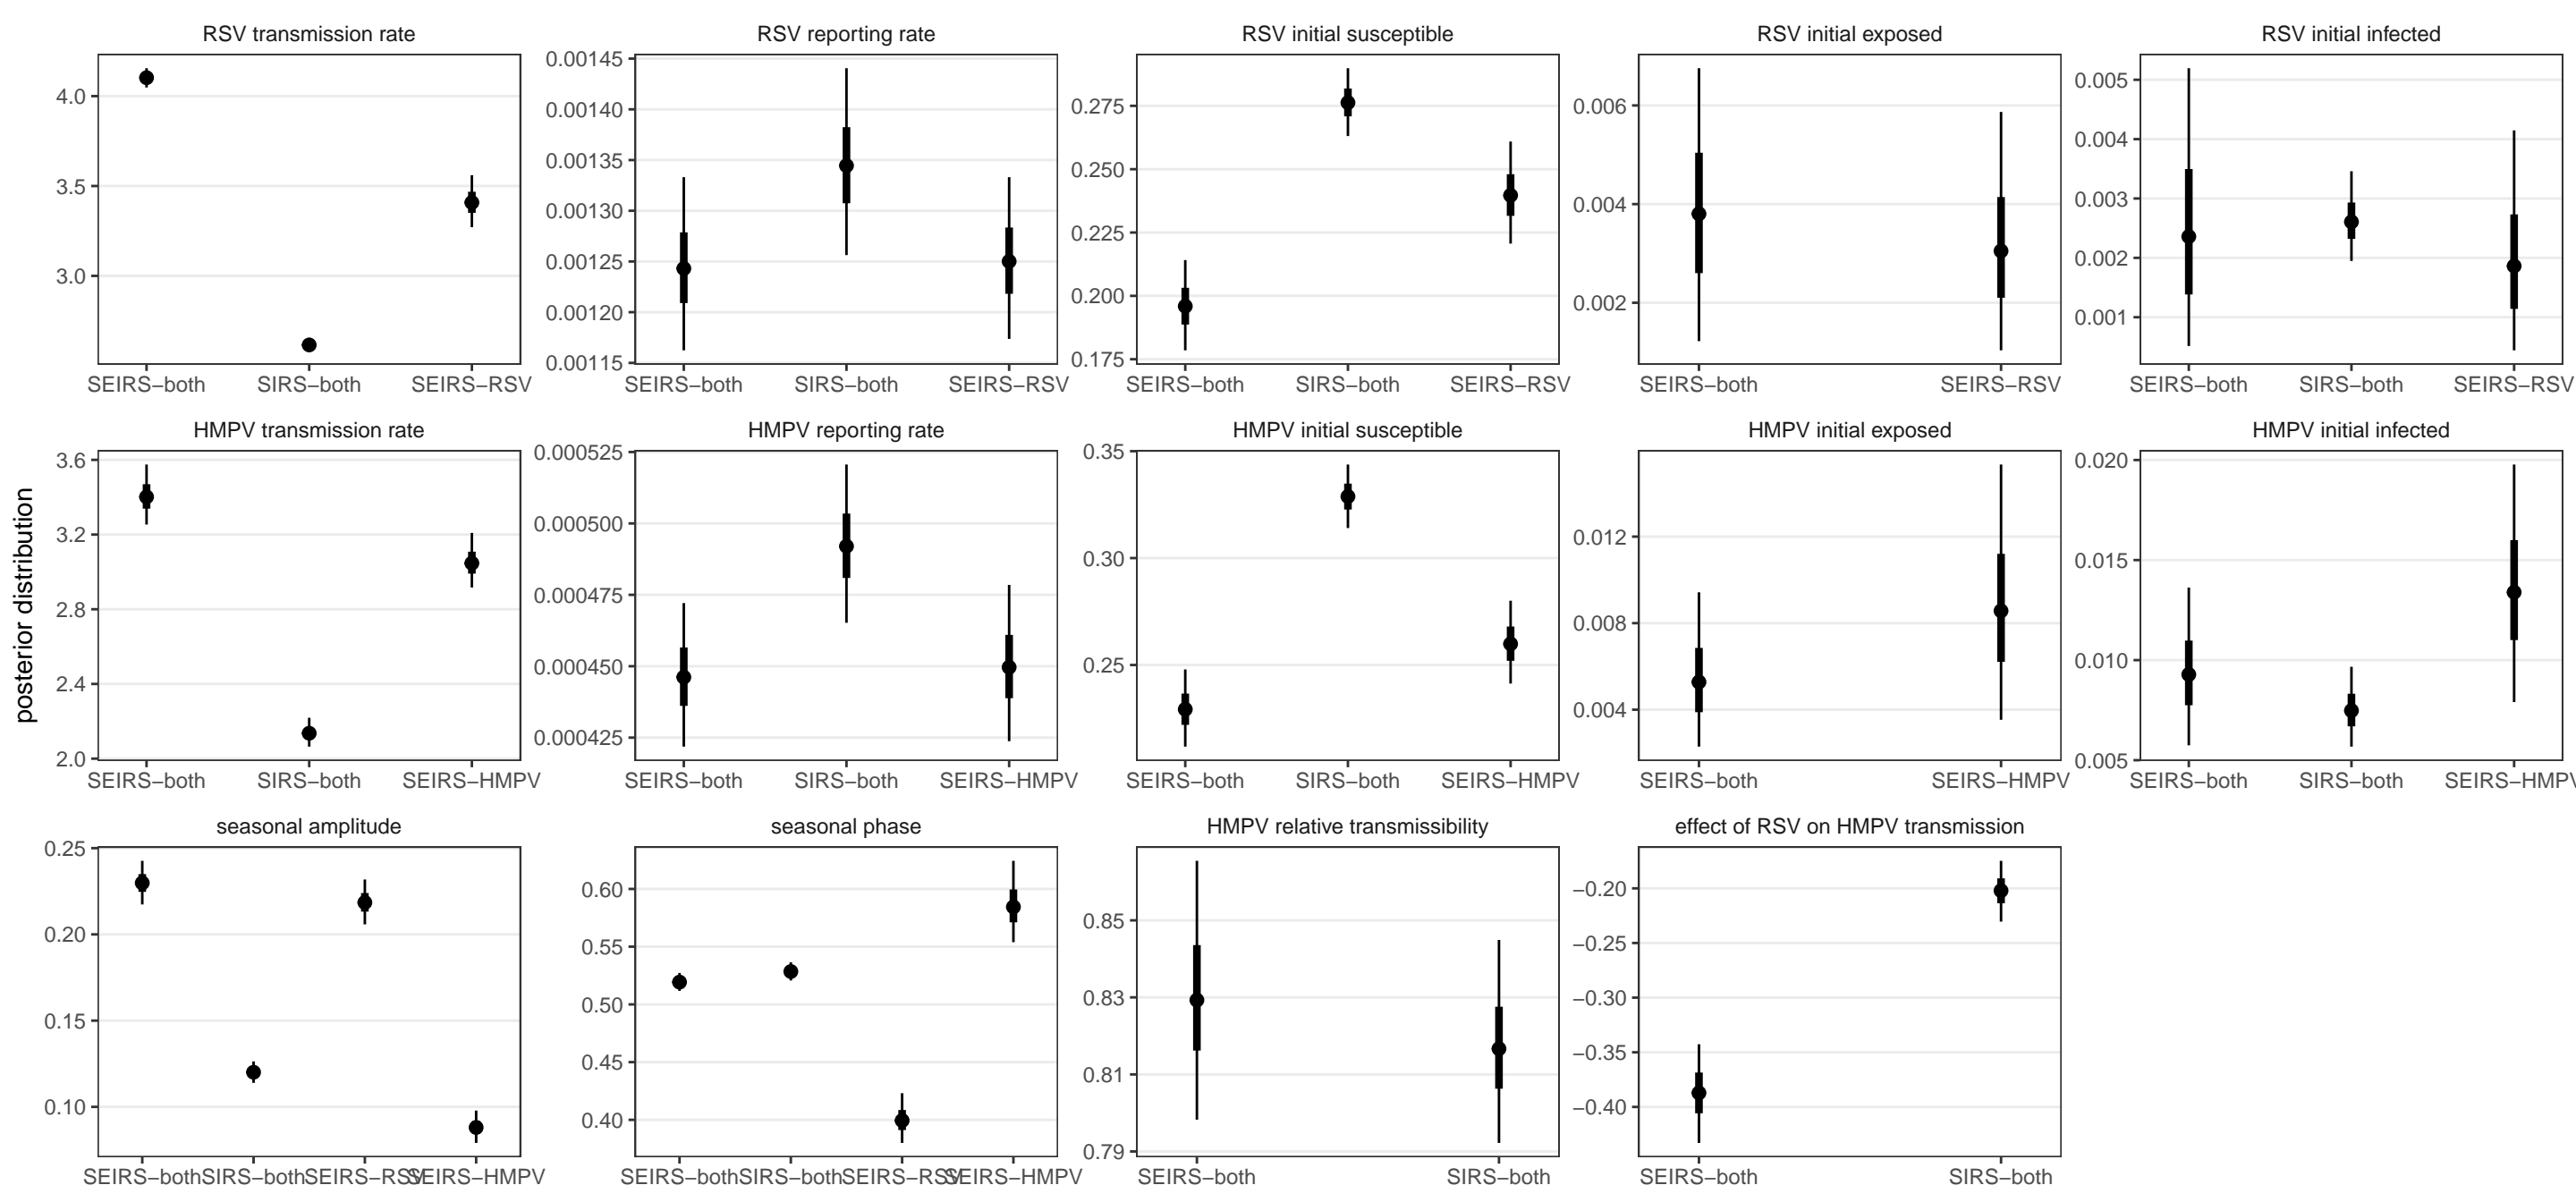 RSV transmission rate
4.0
3.5
3.0
SEIRS−both SIRS−both SEIRS−RSV
RSV reporting rate
0.00145
0.00140
0.00135
0.00130
0.00125
0.00120
0.00115
SEIRS−both SIRS−both SEIRS−RSV
RSV initial susceptible
0.275
0.250
0.225
0.200
0.175
SEIRS−both SIRS−both SEIRS−RSV
RSV initial exposed
0.006
0.004
0.002
SEIRS−both SEIRS−RSV
RSV initial infected
0.005
0.004
0.003
0.002
0.001
SEIRS−both SIRS−both SEIRS−RSV
posterior distribution
HMPV transmission rate
3.6
3.2
2.8
2.4
2.0
SEIRS−both SIRS−both SEIRS−HMPV
HMPV reporting rate
0.000525
0.000500
0.000475
0.000450
0.000425
SEIRS−both SIRS−both SEIRS−HMPV
HMPV initial susceptible
0.35
0.30
0.25
SEIRS−both SIRS−both SEIRS−HMPV
HMPV initial exposed
0.012
0.008
0.004
SEIRS−both SEIRS−HMPV
HMPV initial infected
0.020
0.015
0.010
0.005
SEIRS−both SIRS−both SEIRS−HMPV
seasonal amplitude
0.25
0.20
0.15
0.10
SEIRS−both SIRS−both SEIRS−RSV SEIRS−HMPV
seasonal phase
0.60
0.55
0.50
0.45
0.40
SEIRS−both SIRS−both SEIRS−RSV SEIRS−HMPV
HMPV relative transmissibility
0.85
0.83
0.81
0.79
SEIRS−both SIRS−both
effect of RSV on HMPV transmission
−0.20
−0.25
−0.30
−0.35
−0.40
SEIRS−both SIRS−both